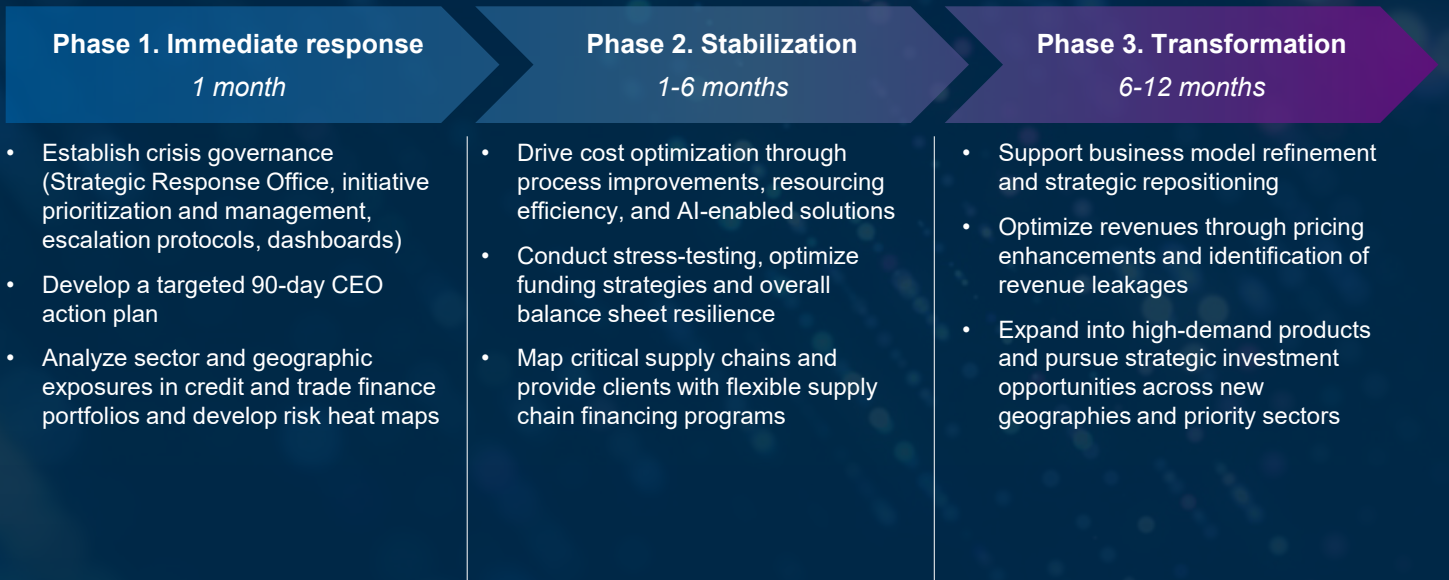 Phase 1. Immediate response
1 month
• Establish crisis governance
(Strategic Response Office, initiative
prioritization and management,
escalation protocols, dashboards)
• Develop a targeted 90-day CEO
action plan
• Analyze sector and geographic
exposures in credit and trade finance
portfolios and develop risk heat maps
Phase 2. Stabilization
1-6 months
• Drive cost optimization through
process improvements, resourcing
efficiency, and AI-enabled solutions
• Conduct stress-testing, optimize
funding strategies and overall
balance sheet resilience
• Map critical supply chains and
provide clients with flexible supply
chain financing programs
Phase 3. Transformation
6-12 months
• Support business model refinement
and strategic repositioning
• Optimize revenues through pricing
enhancements and identification of
revenue leakages
• Expand into high-demand products
and pursue strategic investment
opportunities across new
geographies and priority sectors